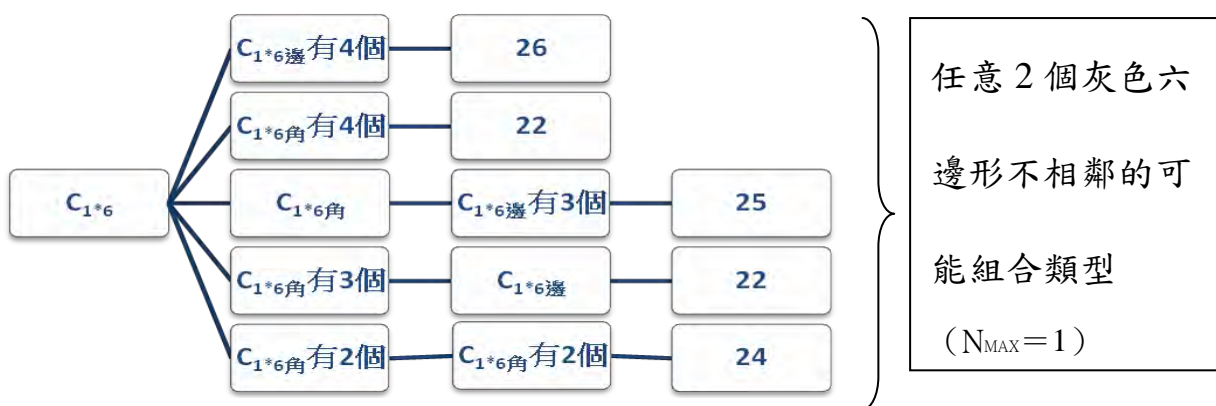 C1*6邊有4個 26
C1*6角有4個 22
C1*6 C1*6角 C1*6邊有3個 25
C1*6角有3個 C1*6邊 22
C1*6角有2個 C1*6角有2個 24
任意 2 個灰色六
邊形不相鄰的可
能組合類型
（NMAX＝1）